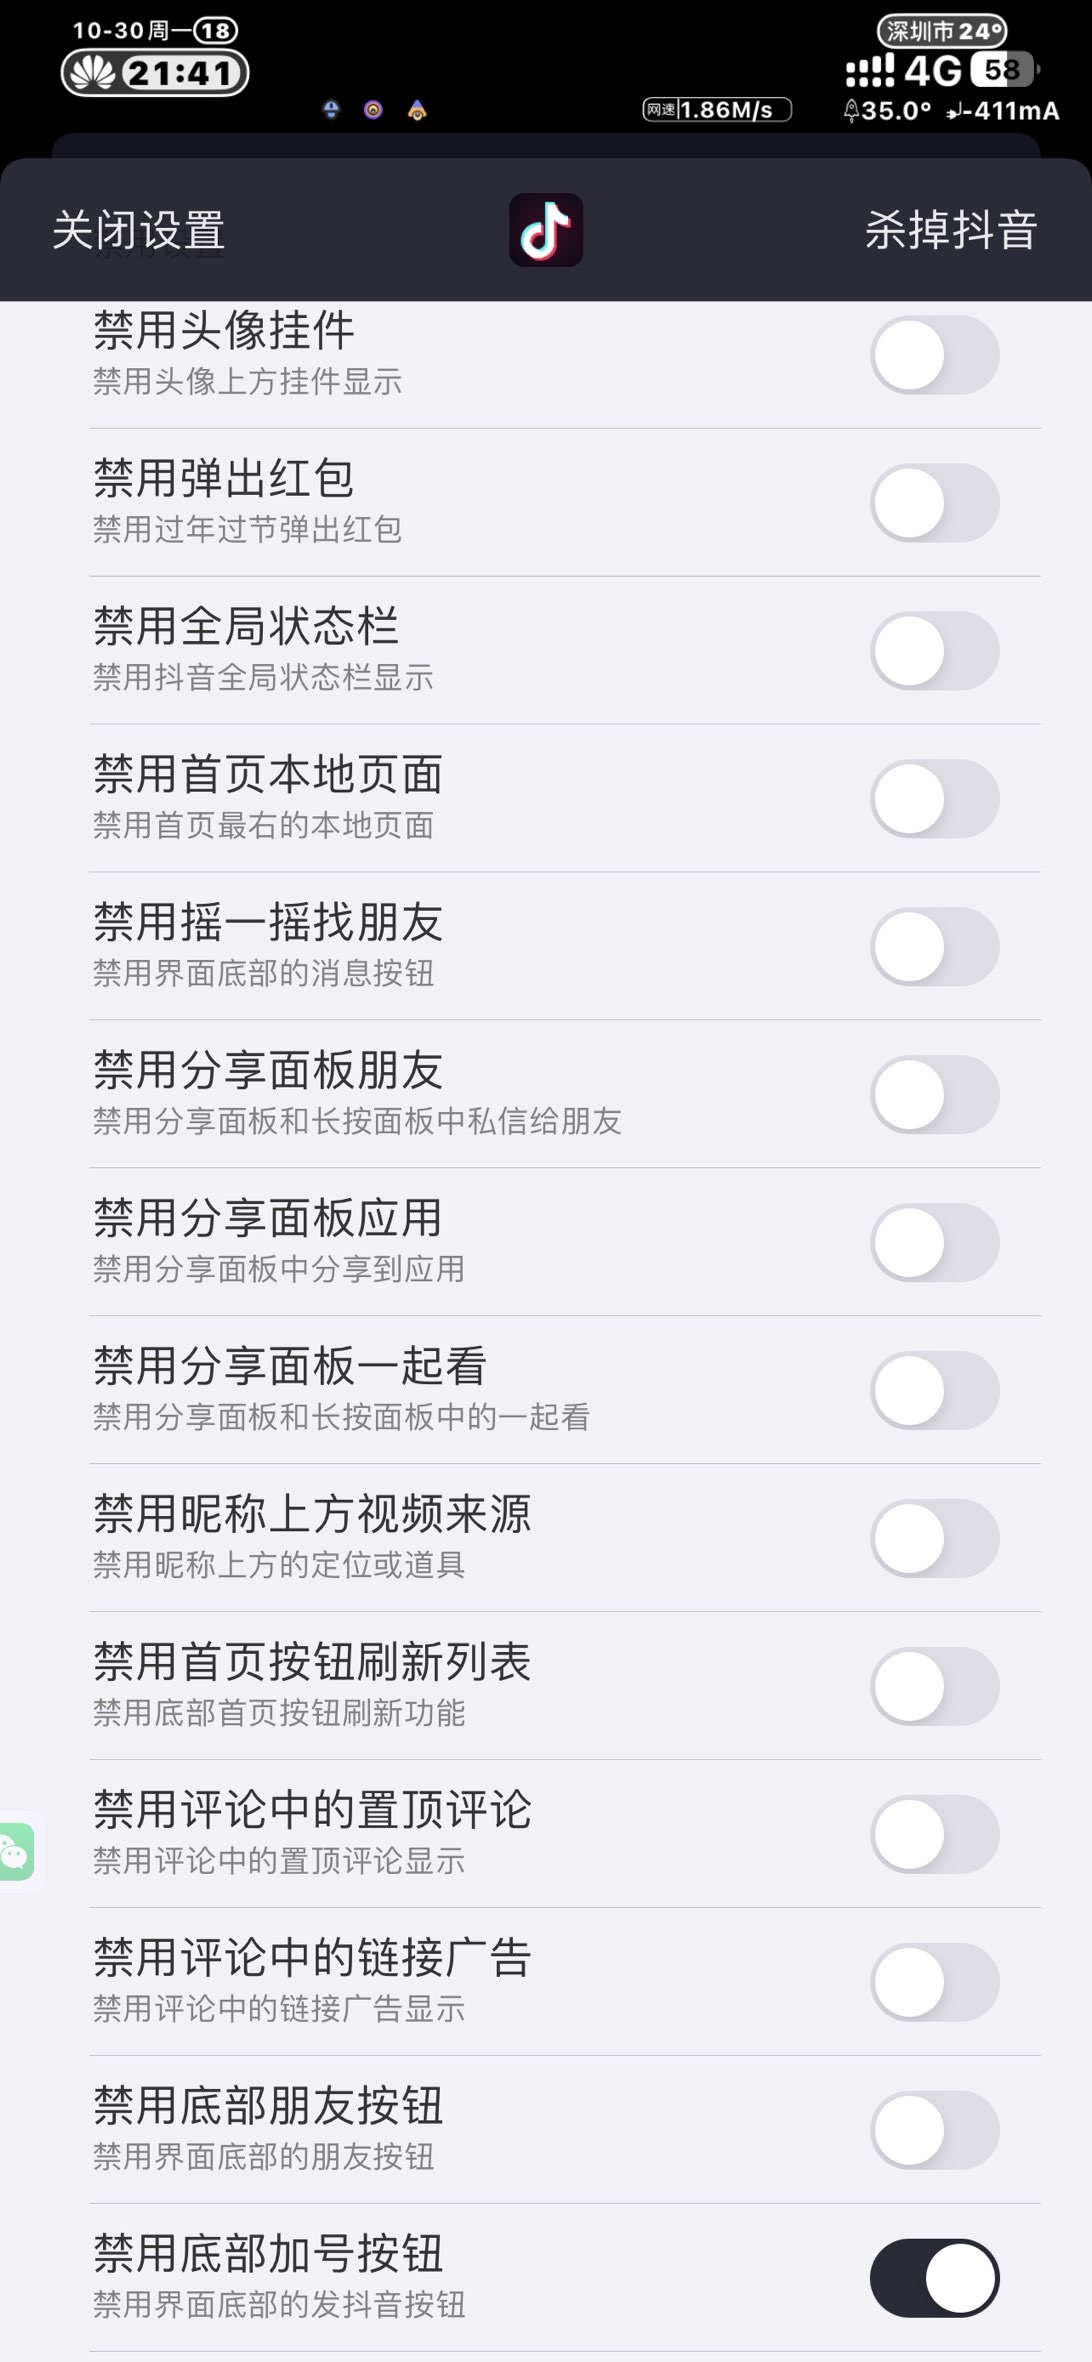 10-30周一18
深圳市24°
21:41
4G 58
网速1.86M/s
35.0° -411mA
关闭设置
杀掉抖音
禁用头像挂件
禁用头像上方挂件显示
禁用弹出红包
禁用过年过节弹出红包
禁用全局状态栏
禁用抖音全局状态栏显示
禁用首页本地页面
禁用首页最右的本地页面
禁用摇一摇找朋友
禁用界面底部的消息按钮
禁用分享面板朋友
禁用分享面板和长按面板中私信给朋友
禁用分享面板应用
禁用分享面板中分享到应用
禁用分享面板一起看
禁用分享面板和长按面板中的一起看
禁用昵称上方视频来源
禁用昵称上方的定位或道具
禁用首页按钮刷新列表
禁用底部首页按钮刷新功能
禁用评论中的置顶评论
禁用评论中的置顶评论显示
禁用评论中的链接广告
禁用评论中的链接广告显示
禁用底部朋友按钮
禁用界面底部的朋友按钮
禁用底部加号按钮
禁用界面底部的发抖音按钮